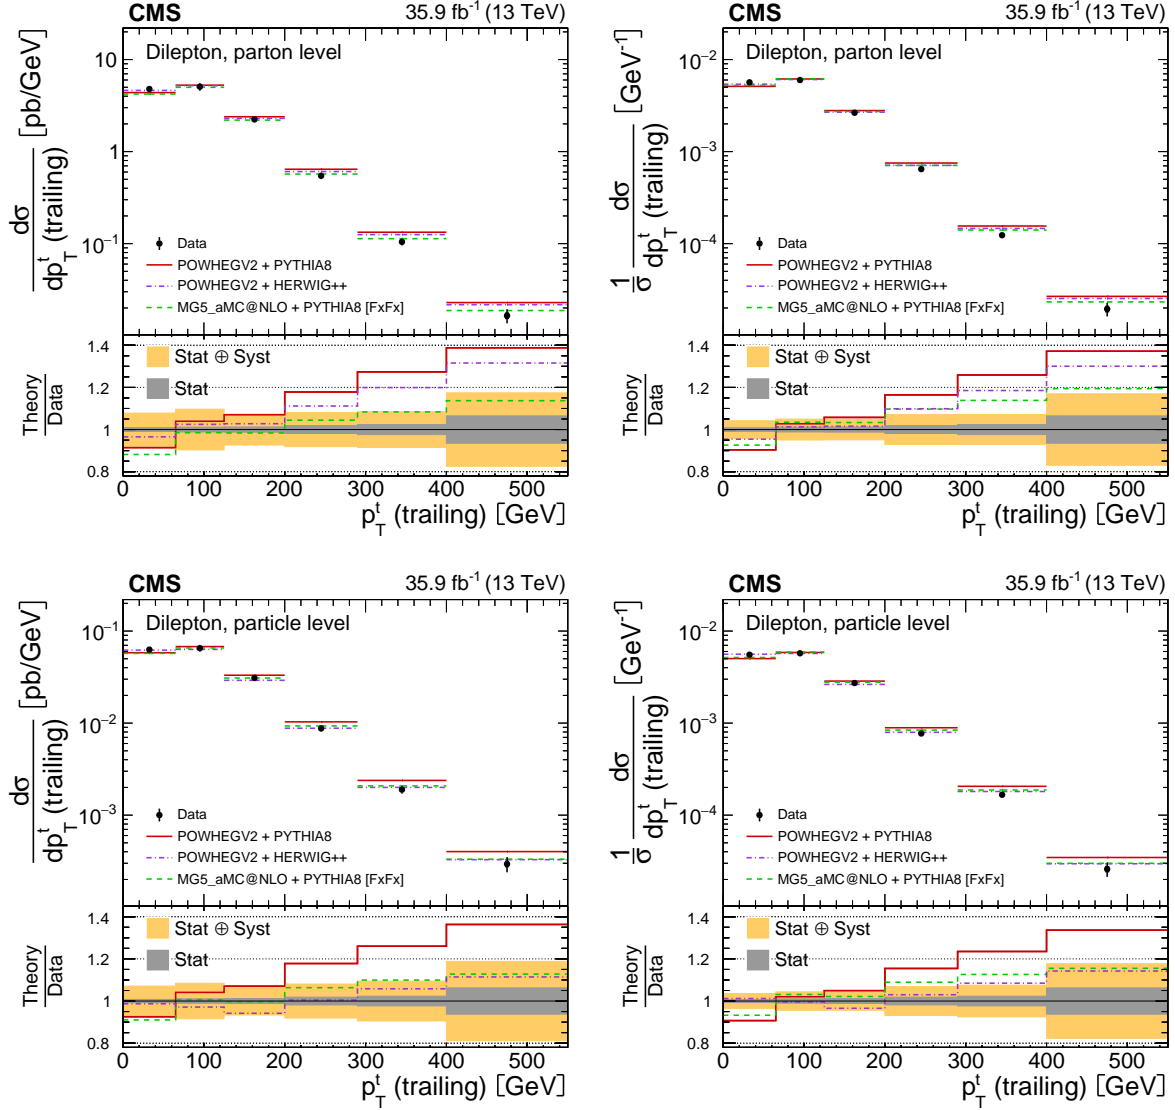 CMS 35.9 fb⁻¹ (13 TeV)
Dilepton, parton level
dσ / dp_T^t (trailing) [pb/GeV]
10
1
10⁻¹
Data
POWHEGV2 + PYTHIA8
POWHEGV2 + HERWIG++
MG5_aMC@NLO + PYTHIA8 [FxFx]
Theory / Data
1.4
1.2
1
0.8
Stat ⊕ Syst
Stat
0 100 200 300 400 500
p_T^t (trailing) [GeV]
CMS 35.9 fb⁻¹ (13 TeV)
Dilepton, parton level
1/σ dσ / dp_T^t (trailing) [GeV⁻¹]
10⁻²
10⁻³
10⁻⁴
Data
POWHEGV2 + PYTHIA8
POWHEGV2 + HERWIG++
MG5_aMC@NLO + PYTHIA8 [FxFx]
Theory / Data
1.4
1.2
1
0.8
Stat ⊕ Syst
Stat
0 100 200 300 400 500
p_T^t (trailing) [GeV]
CMS 35.9 fb⁻¹ (13 TeV)
Dilepton, particle level
dσ / dp_T^t (trailing) [pb/GeV]
10⁻¹
10⁻²
10⁻³
Data
POWHEGV2 + PYTHIA8
POWHEGV2 + HERWIG++
MG5_aMC@NLO + PYTHIA8 [FxFx]
Theory / Data
1.4
1.2
1
0.8
Stat ⊕ Syst
Stat
0 100 200 300 400 500
p_T^t (trailing) [GeV]
CMS 35.9 fb⁻¹ (13 TeV)
Dilepton, particle level
1/σ dσ / dp_T^t (trailing) [GeV⁻¹]
10⁻²
10⁻³
10⁻⁴
Data
POWHEGV2 + PYTHIA8
POWHEGV2 + HERWIG++
MG5_aMC@NLO + PYTHIA8 [FxFx]
Theory / Data
1.4
1.2
1
0.8
Stat ⊕ Syst
Stat
0 100 200 300 400 500
p_T^t (trailing) [GeV]